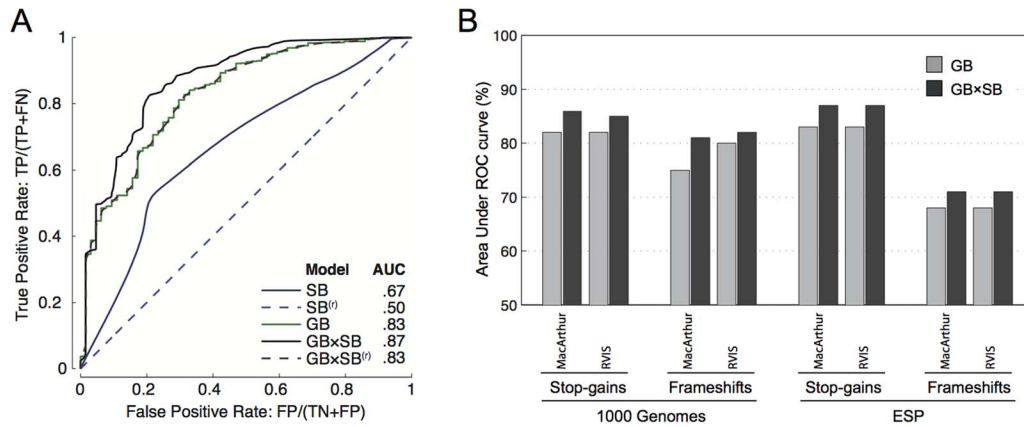 A
True Positive Rate: TP/(TP+FN)
1
0.8
0.6
0.4
0.2
0
0 0.2 0.4 0.6 0.8 1
False Positive Rate: FP/(TN+FP)
Model AUC
SB .67
SB(r) .50
GB .83
GB×SB .87
GB×SB(r) .83
B
Area Under ROC curve (%)
100
90
80
70
60
50
GB
GB×SB
MacArthur RVIS MacArthur RVIS MacArthur RVIS MacArthur RVIS
Stop-gains Frameshifts Stop-gains Frameshifts
1000 Genomes ESP